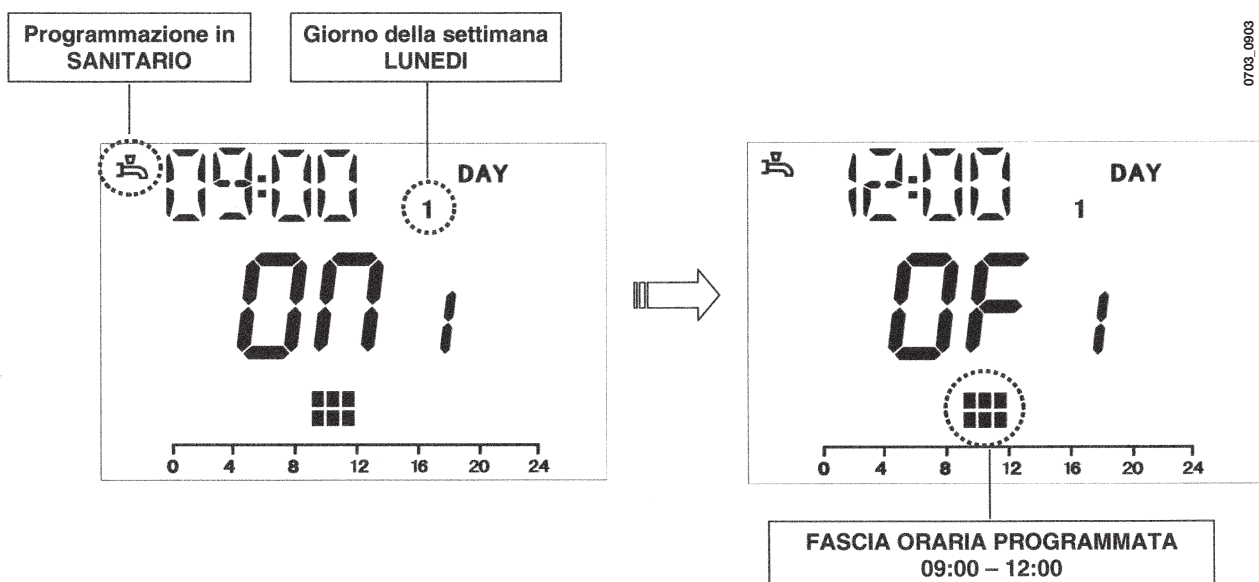 Programmazione in
SANITARIO
Giorno della settimana
LUNEDI
0703_0903
09:00
DAY
1
ON 1
0 4 8 12 16 20 24
12:00
DAY
1
OF 1
0 4 8 12 16 20 24
FASCIA ORARIA PROGRAMMATA
09:00 – 12:00